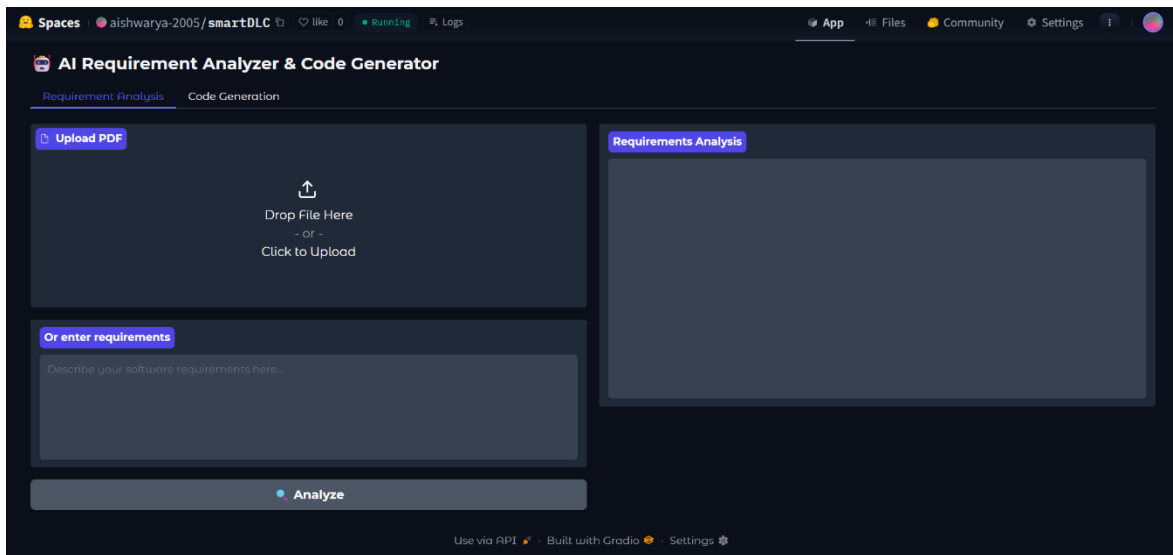 Spaces aishwarya-2005/smartDLC like 0 Running Logs App Files Community Settings
AI Requirement Analyzer & Code Generator
Requirement Analysis Code Generation
Upload PDF
Drop File Here
- or -
Click to Upload
Or enter requirements
Describe your software requirements here...
Analyze
Requirements Analysis
Use via API · Built with Gradio · Settings